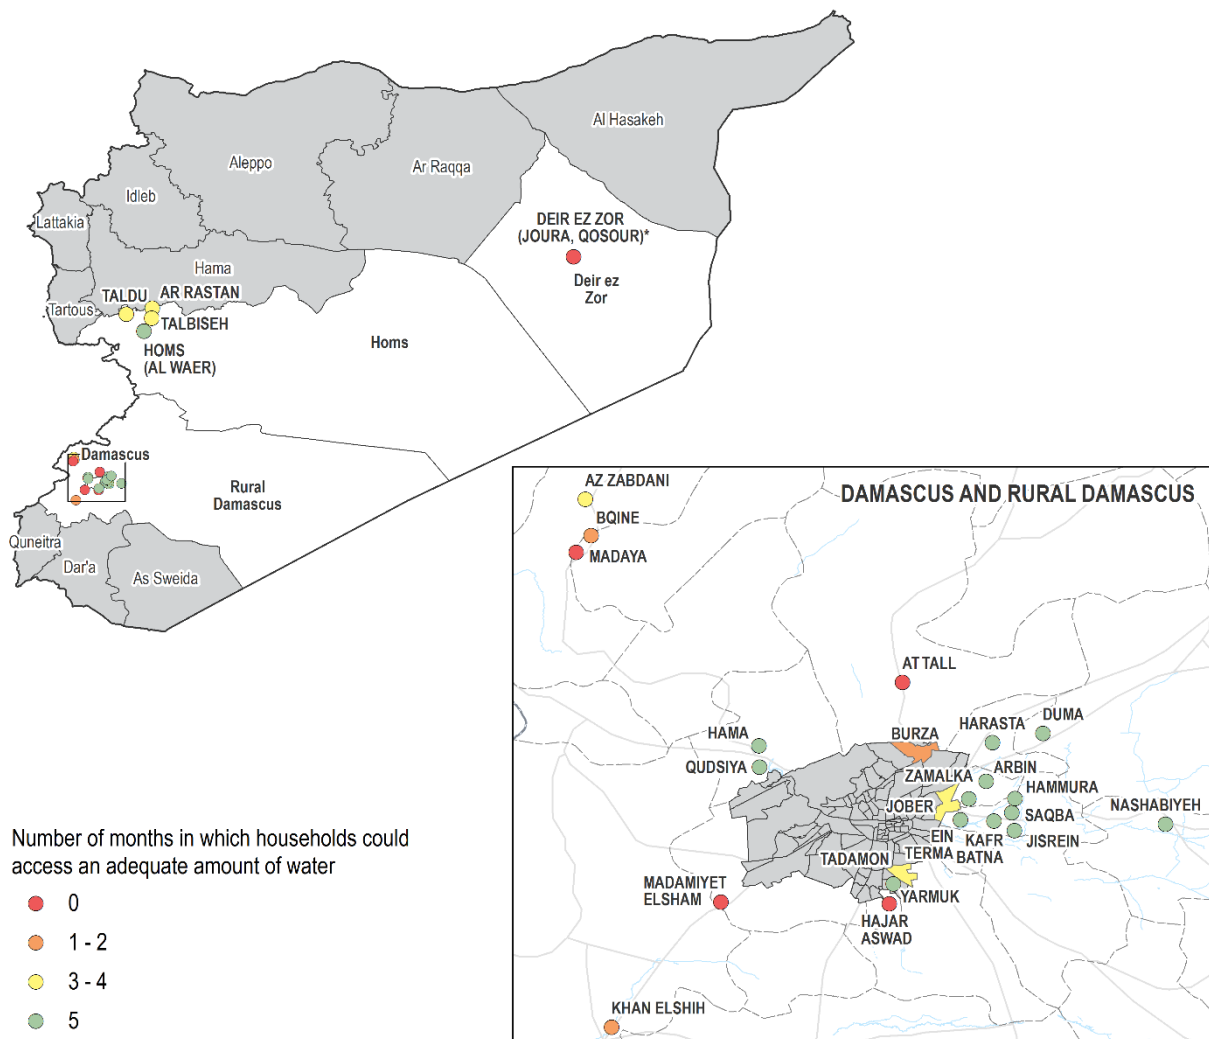 Al Hasakeh
Aleppo
Ar Raqqa
Idleb
Lattakia
DEIR EZ ZOR
(JOURA, QOSOUR)*
Deir ez
Zor
Hama
TALDU
AR RASTAN
Tartous
TALBISEH
HOMS
(AL WAER)
Homs
Damascus
Rural
Damascus
Quneitra
Dar'a
As Sweida
DAMASCUS AND RURAL DAMASCUS
AZ ZABDANI
BQINE
MADAYA
AT TALL
HAMA
QUDSIYA
BURZA
HARASTA
DUMA
ZAMALKA
ARBIN
HAMMURA
JOBER
SAQBA
NASHABIYEH
EIN
TERMA
KAFR
BATNA
JISREIN
TADAMON
YARMUK
MADAMIYET
ELSHAM
HAJAR
ASWAD
KHAN ELSHIH
Number of months in which households could
access an adequate amount of water
0
1 - 2
3 - 4
5